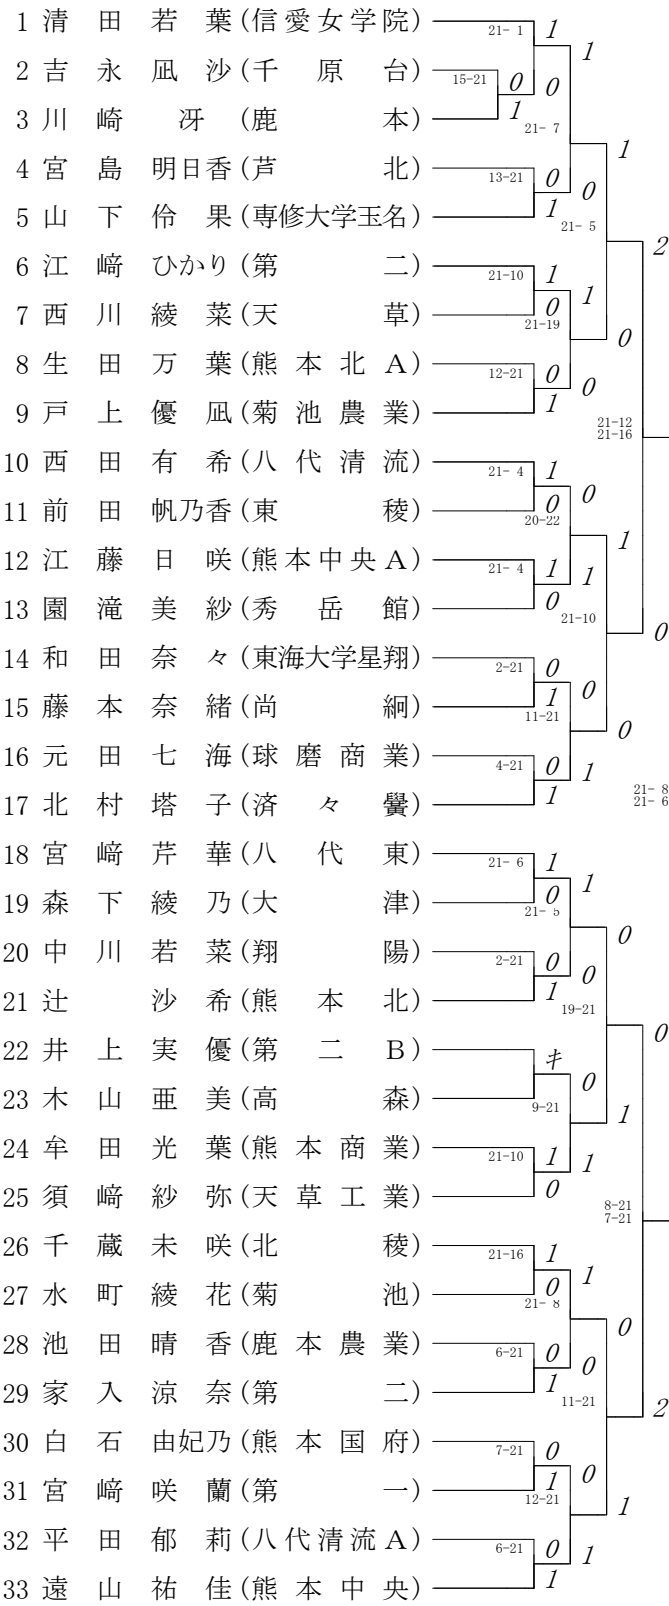 1 清田若葉(信愛女学院)
21- 1 1
1
2 吉永凪沙(千原台)
15-21 0 0
3 川崎冴(鹿本)
1
21- 7
1
4 宮島明日香(芦北)
13-21 0 0
5 山下伶果(専修大学玉名)
1
21- 5
2
6 江﨑ひかり(第二)
21-10 1 1
7 西川綾菜(天草)
0
21-19
0
8 生田万葉(熊本北A)
12-21 0 0
9 戸上優凪(菊池農業)
1
21-12
21-16
10 西田有希(八代清流)
21- 4 1 0
11 前田帆乃香(東稜)
0
20-22
1
12 江藤日咲(熊本中央A)
21- 4 1 1
13 園滝美紗(秀岳館)
0
21-10
0
14 和田奈々(東海大学星翔)
2-21 0 0
15 藤本奈緒(尚絅)
1
11-21
0
16 元田七海(球磨商業)
4-21 0 1
17 北村塔子(済々黌)
1
21- 8
21- 6
18 宮﨑芹華(八代東)
21- 6 1 1
19 森下綾乃(大津)
0
21- 5
0
20 中川若菜(翔陽)
2-21 0 0
21 辻沙希(熊本北)
1
19-21
0
22 井上実優(第二B)
キ 0
23 木山亜美(高森)
9-21
1
24 牟田光葉(熊本商業)
21-10 1 1
25 須﨑紗弥(天草工業)
0
8-21
7-21
26 千蔵未咲(北稜)
21-16 1 1
27 水町綾花(菊池)
0
21- 8
0
28 池田晴香(鹿本農業)
6-21 0 0
29 家入涼奈(第二)
1
11-21
2
30 白石由妃乃(熊本国府)
7-21 0 0
31 宮﨑咲蘭(第一)
1
12-21
1
32 平田郁莉(八代清流A)
6-21 0 1
33 遠山祐佳(熊本中央)
1